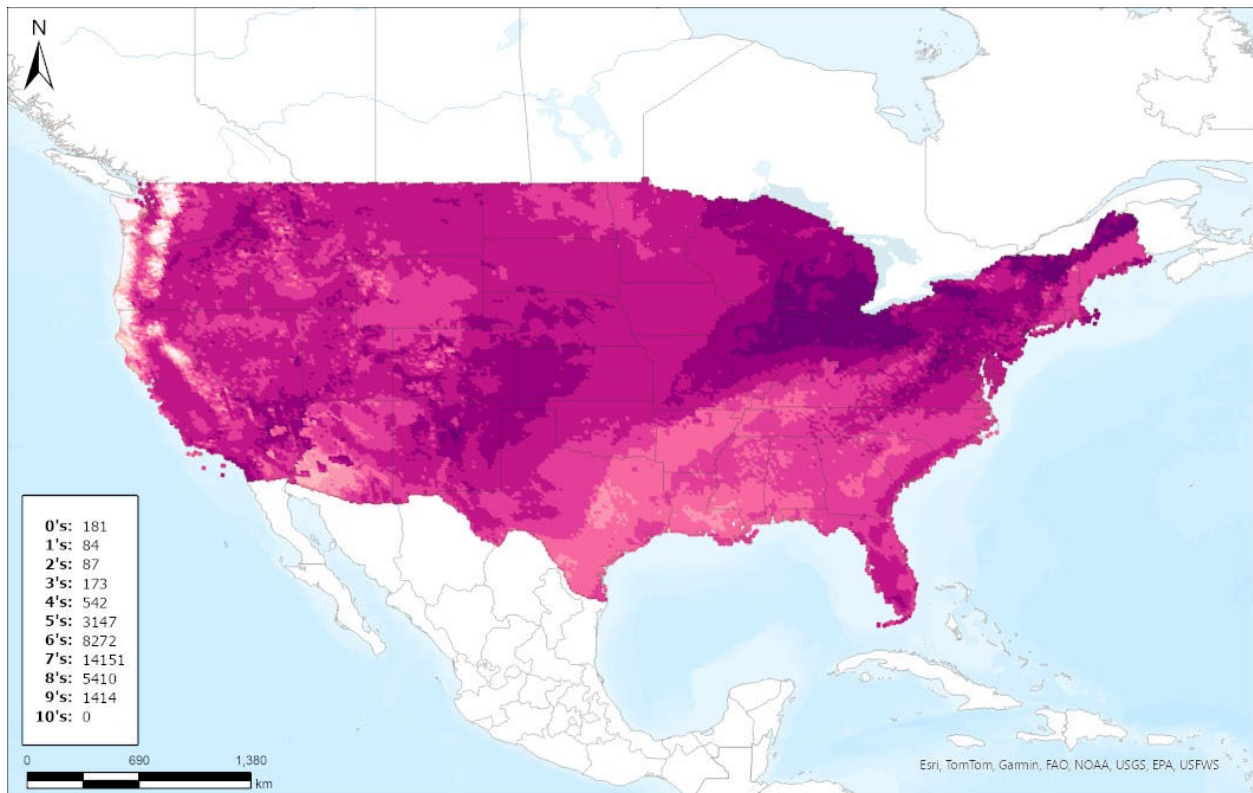 N
0's: 181
1's: 84
2's: 87
3's: 173
4's: 542
5's: 3147
6's: 8272
7's: 14151
8's: 5410
9's: 1414
10's: 0
0 690 1,380
km
Esri, TomTom, Garmin, FAO, NOAA, USGS, EPA, USFWS